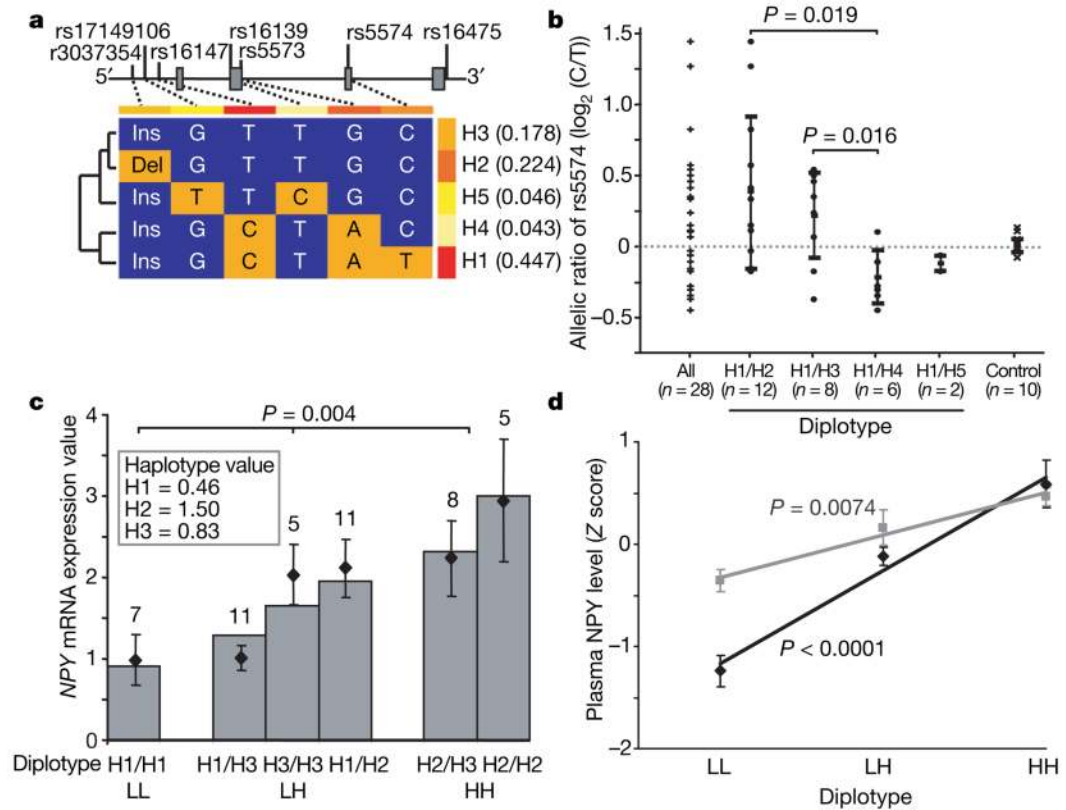 a
rs17149106
r3037354
rs16147
rs16139
rs5573
rs5574
rs16475
5′
3′
Ins G T T G C H3 (0.178)
Del G T T G C H2 (0.224)
Ins T T C G C H5 (0.046)
Ins G C T A C H4 (0.043)
Ins G C T A T H1 (0.447)
b
P = 0.019
P = 0.016
Allelic ratio of rs5574 (log2 (C/T))
1.5
1.0
0.5
0
−0.5
All H1/H2 H1/H3 H1/H4 H1/H5 Control
(n = 28) (n = 12) (n = 8) (n = 6) (n = 2) (n = 10)
Diplotype
c
NPY mRNA expression value
4
3
2
1
0
P = 0.004
Haplotype value
H1 = 0.46
H2 = 1.50
H3 = 0.83
7
11
5
11
8
5
Diplotype H1/H1 H1/H3 H3/H3 H1/H2 H2/H3 H2/H2
LL LH HH
d
Plasma NPY level (Z score)
1
0
−1
−2
P = 0.0074
P < 0.0001
LL LH HH
Diplotype